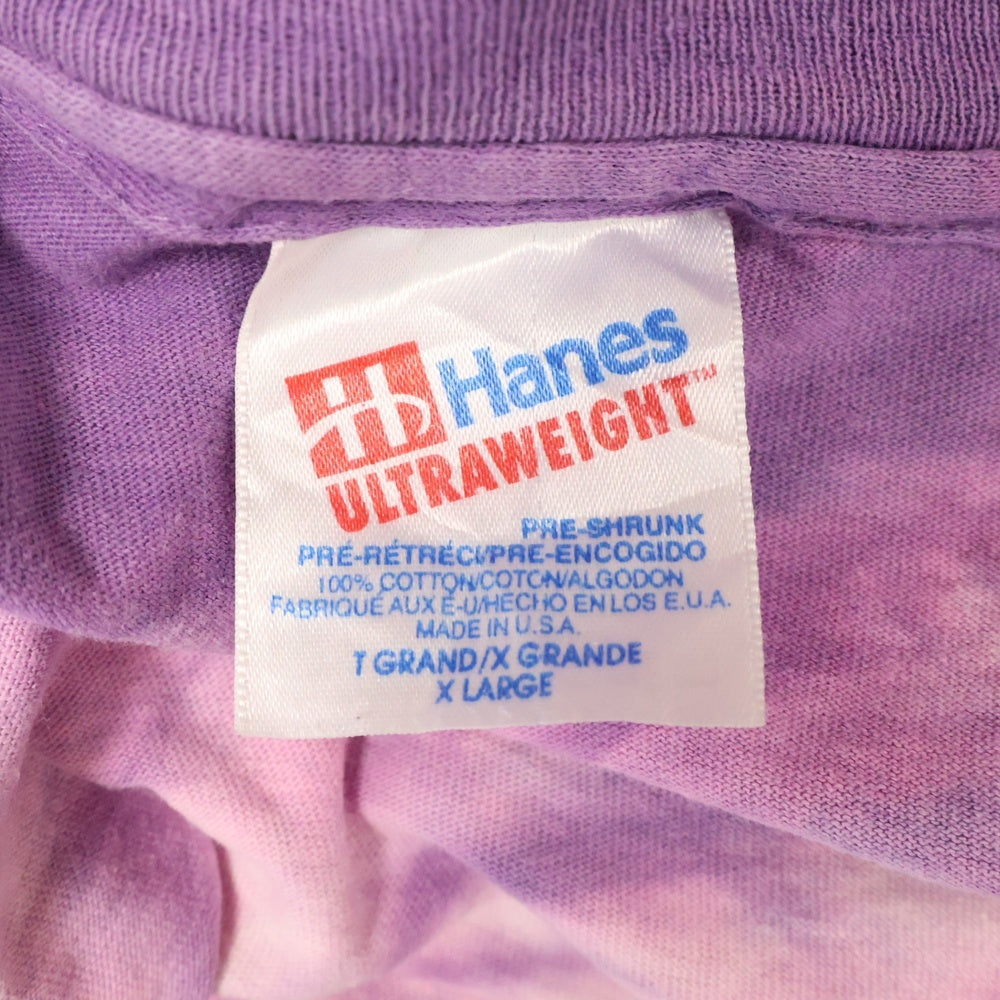 Hanes
ULTRAWEIGHT™
PRE-SHRUNK
PRÉ-RÉTRÉCI/PRE-ENCOGIDO
100% COTTON/COTON/ALGODON
FABRIQUÉ AUX É-U/HECHO EN LOS E.U.A.
MADE IN U.S.A.
T GRAND/X GRANDE
X LARGE